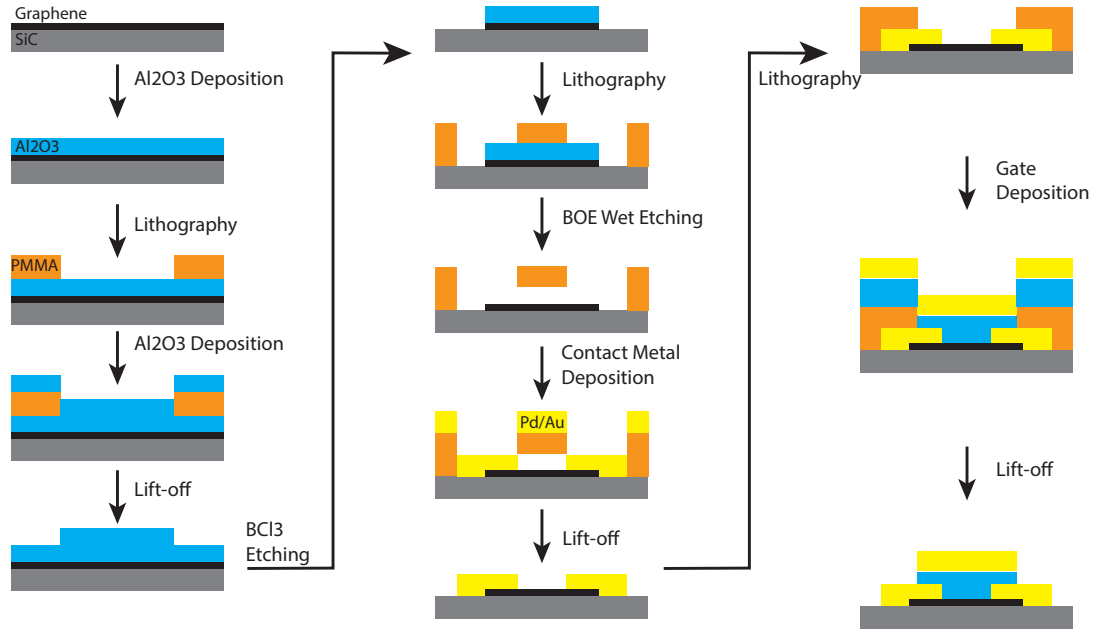 Graphene
SiC
Al2O3 Deposition
Al2O3
Lithography
PMMA
Al2O3 Deposition
Lift-off
BCl3
Etching
Lithography
BOE Wet Etching
Contact Metal
Deposition
Pd/Au
Lift-off
Lithography
Gate
Deposition
Lift-off